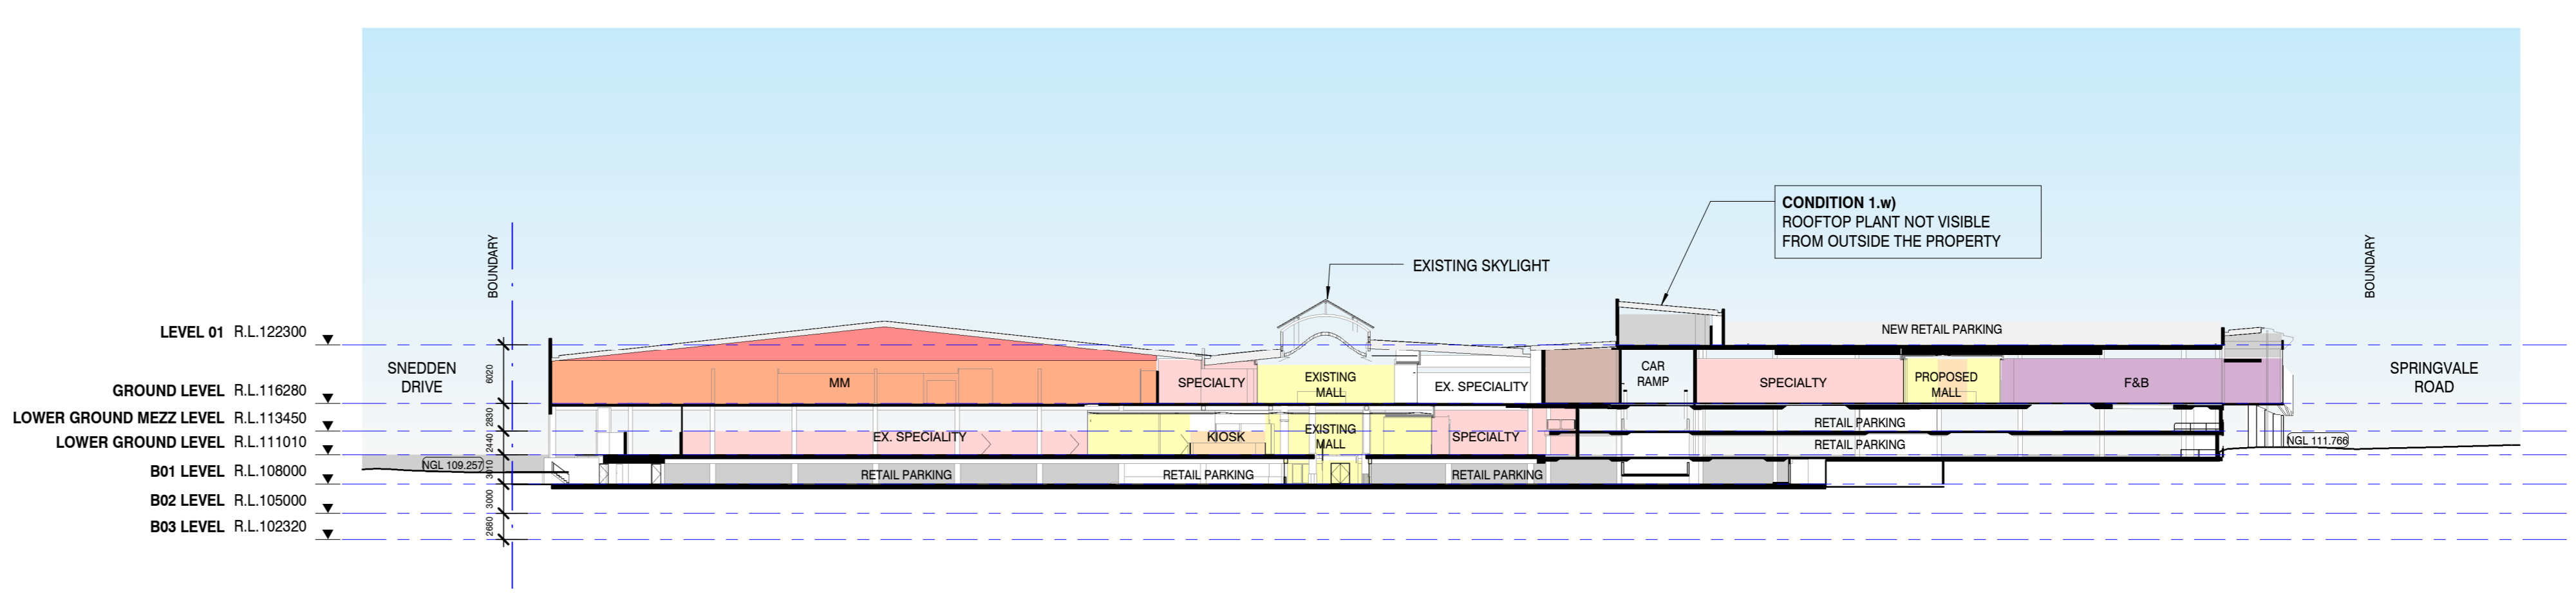 CONDITION 1.w)
ROOFTOP PLANT NOT VISIBLE
FROM OUTSIDE THE PROPERTY
BOUNDARY
BOUNDARY
EXISTING SKYLIGHT
LEVEL 01 R.L.122300
NEW RETAIL PARKING
SNEDDEN
DRIVE
6020
MM
SPECIALTY
EXISTING
MALL
EX. SPECIALITY
CAR
RAMP
SPECIALTY
PROPOSED
MALL
F&B
SPRINGVALE
ROAD
GROUND LEVEL R.L.116280
2830
LOWER GROUND MEZZ LEVEL R.L.113450
RETAIL PARKING
2440
LOWER GROUND LEVEL R.L.111010
EX. SPECIALITY
KIOSK
EXISTING
MALL
SPECIALTY
RETAIL PARKING
NGL 111.766
NGL 109.257
3010
B01 LEVEL R.L.108000
RETAIL PARKING
RETAIL PARKING
RETAIL PARKING
3000
B02 LEVEL R.L.105000
2680
B03 LEVEL R.L.102320